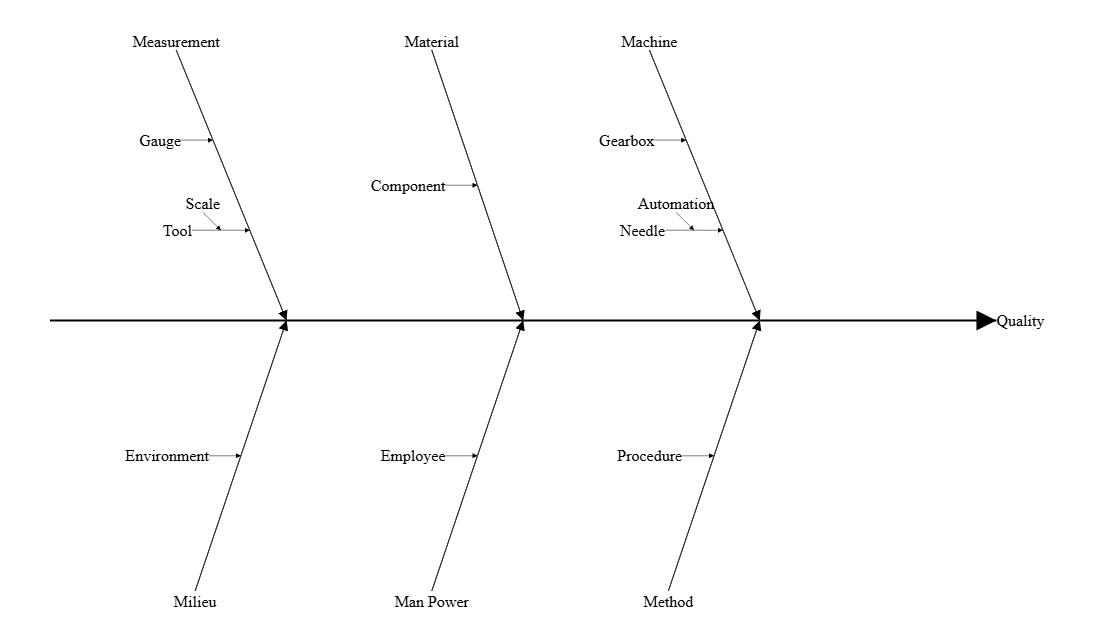 Measurement
Material
Machine
Gauge
Gearbox
Component
Scale
Automation
Tool
Needle
Quality
Environment
Employee
Procedure
Milieu
Man Power
Method